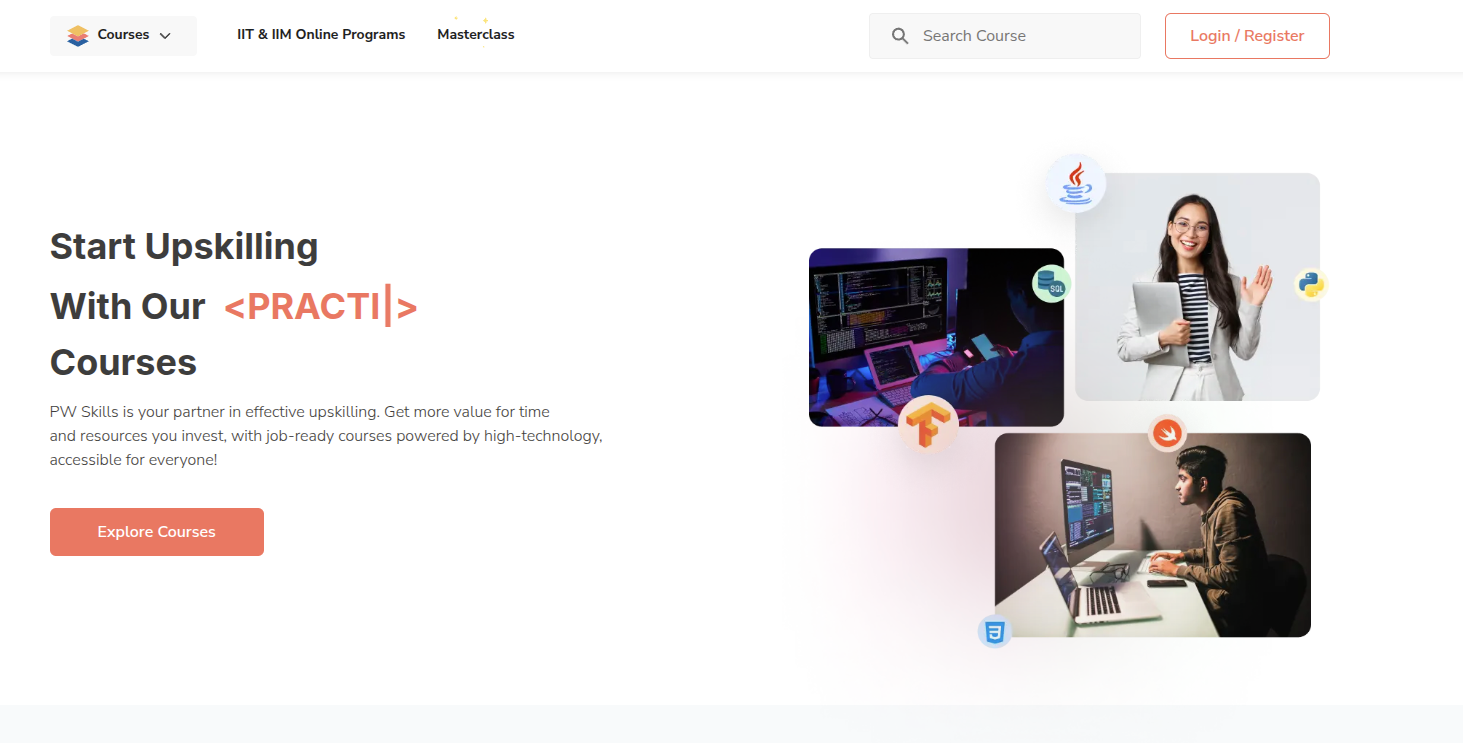 Courses
IIT & IIM Online Programs
Masterclass
Search Course
Login / Register
Start Upskilling
With Our <PRACTI|>
Courses
PW Skills is your partner in effective upskilling. Get more value for time
and resources you invest, with job-ready courses powered by high-technology,
accessible for everyone!
Explore Courses
SQL